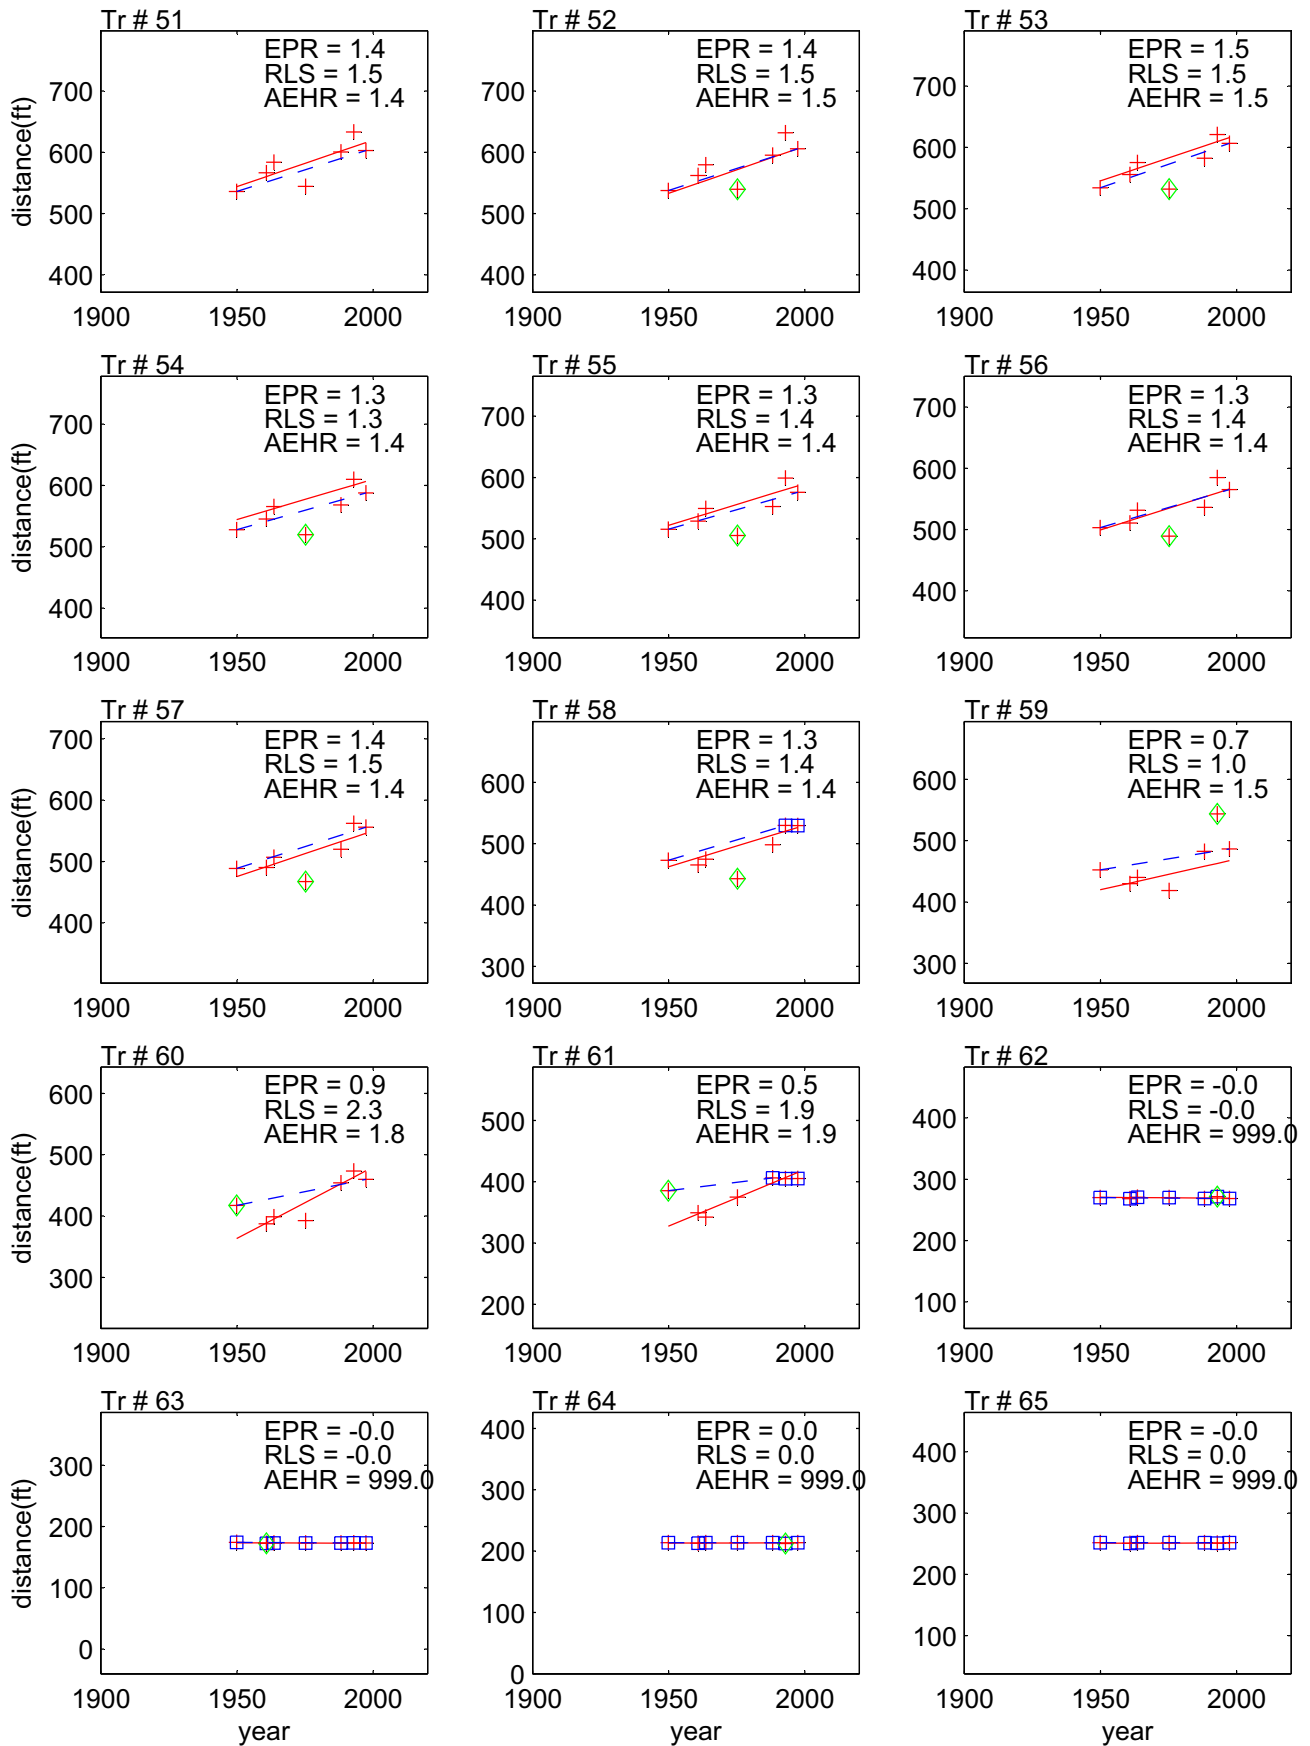 Tr # 51
EPR = 1.4
RLS = 1.5
AEHR = 1.4
700
600
500
400
distance(ft)
1900 1950 2000
Tr # 52
EPR = 1.4
RLS = 1.5
AEHR = 1.5
700
600
500
400
1900 1950 2000
Tr # 53
EPR = 1.5
RLS = 1.5
AEHR = 1.5
700
600
500
400
1900 1950 2000
Tr # 54
EPR = 1.3
RLS = 1.3
AEHR = 1.4
700
600
500
400
distance(ft)
1900 1950 2000
Tr # 55
EPR = 1.3
RLS = 1.4
AEHR = 1.4
700
600
500
400
1900 1950 2000
Tr # 56
EPR = 1.3
RLS = 1.4
AEHR = 1.4
700
600
500
400
1900 1950 2000
Tr # 57
EPR = 1.4
RLS = 1.5
AEHR = 1.4
700
600
500
400
distance(ft)
1900 1950 2000
Tr # 58
EPR = 1.3
RLS = 1.4
AEHR = 1.4
600
500
400
300
1900 1950 2000
Tr # 59
EPR = 0.7
RLS = 1.0
AEHR = 1.5
600
500
400
300
1900 1950 2000
Tr # 60
EPR = 0.9
RLS = 2.3
AEHR = 1.8
600
500
400
300
distance(ft)
1900 1950 2000
Tr # 61
EPR = 0.5
RLS = 1.9
AEHR = 1.9
500
400
300
200
1900 1950 2000
Tr # 62
EPR = -0.0
RLS = -0.0
AEHR = 999.0
400
300
200
100
1900 1950 2000
Tr # 63
EPR = -0.0
RLS = -0.0
AEHR = 999.0
300
200
100
0
distance(ft)
1900 1950 2000
year
Tr # 64
EPR = 0.0
RLS = 0.0
AEHR = 999.0
400
300
200
100
0
1900 1950 2000
year
Tr # 65
EPR = -0.0
RLS = 0.0
AEHR = 999.0
400
300
200
100
1900 1950 2000
year